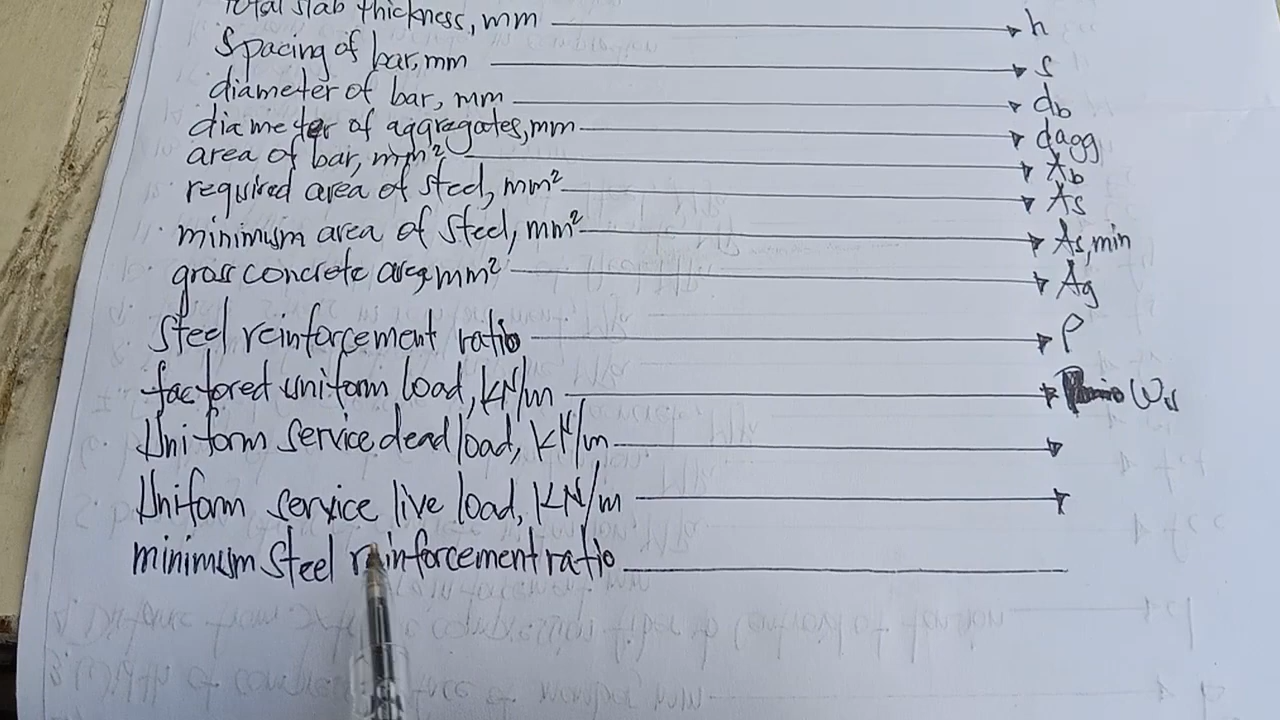 total slab thickness, mm h
Spacing of bar, mm s
diameter of bar, mm db
diameter of aggregates, mm dagg
area of bar, mm² Ab
required area of steel, mm² As
minimum area of steel, mm² As,min
gross concrete area, mm² Ag
Steel reinforcement ratio ρ
factored uniform load, kN/m Wu
Uniform service dead load, KN/m
Uniform service live load, KN/m
minimum steel reinforcement ratio